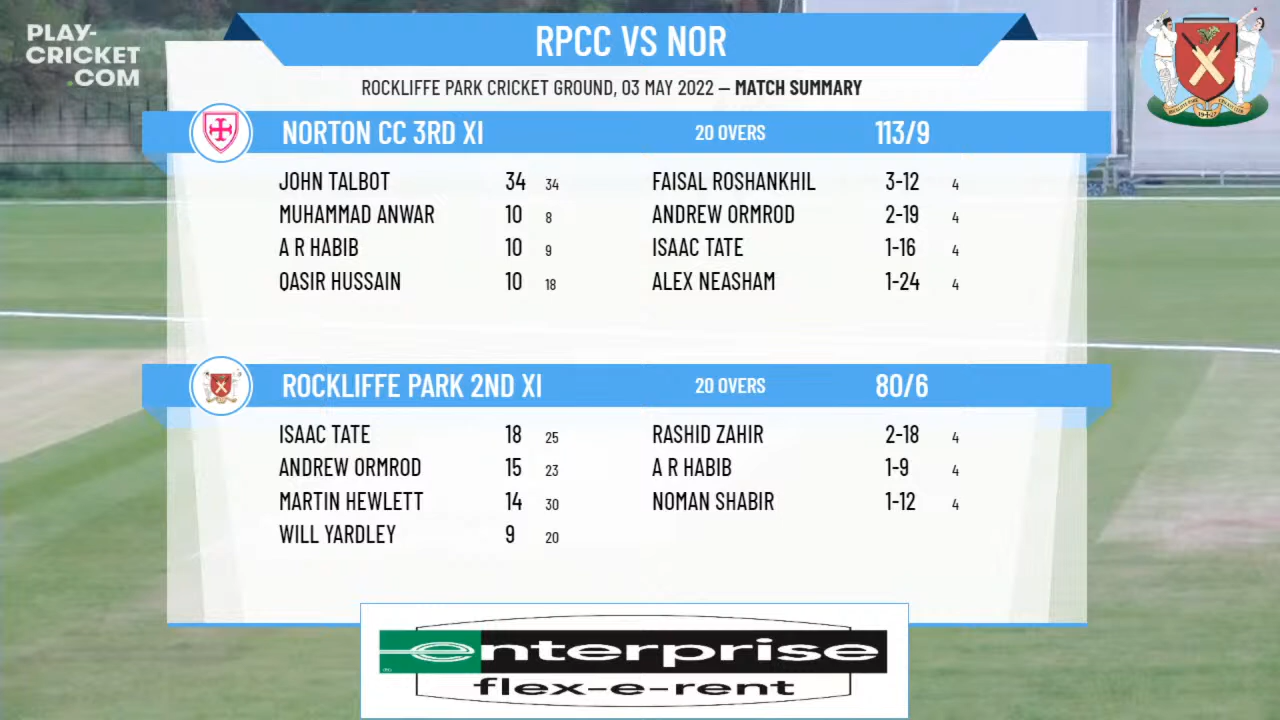 PLAY-
CRICKET
.COM
RPCC VS NOR
ROCKLIFFE PARK CRICKET GROUND, 03 MAY 2022 – MATCH SUMMARY
NORTON CC 3RD XI 20 OVERS 113/9
JOHN TALBOT 34 34 FAISAL ROSHANKHIL 3-12 4
MUHAMMAD ANWAR 10 8 ANDREW ORMROD 2-19 4
A R HABIB 10 9 ISAAC TATE 1-16 4
QASIR HUSSAIN 10 18 ALEX NEASHAM 1-24 4
ROCKLIFFE PARK 2ND XI 20 OVERS 80/6
ISAAC TATE 18 25 RASHID ZAHIR 2-18 4
ANDREW ORMROD 15 23 A R HABIB 1-9 4
MARTIN HEWLETT 14 30 NOMAN SHABIR 1-12 4
WILL YARDLEY 9 20
enterprise
flex-e-rent